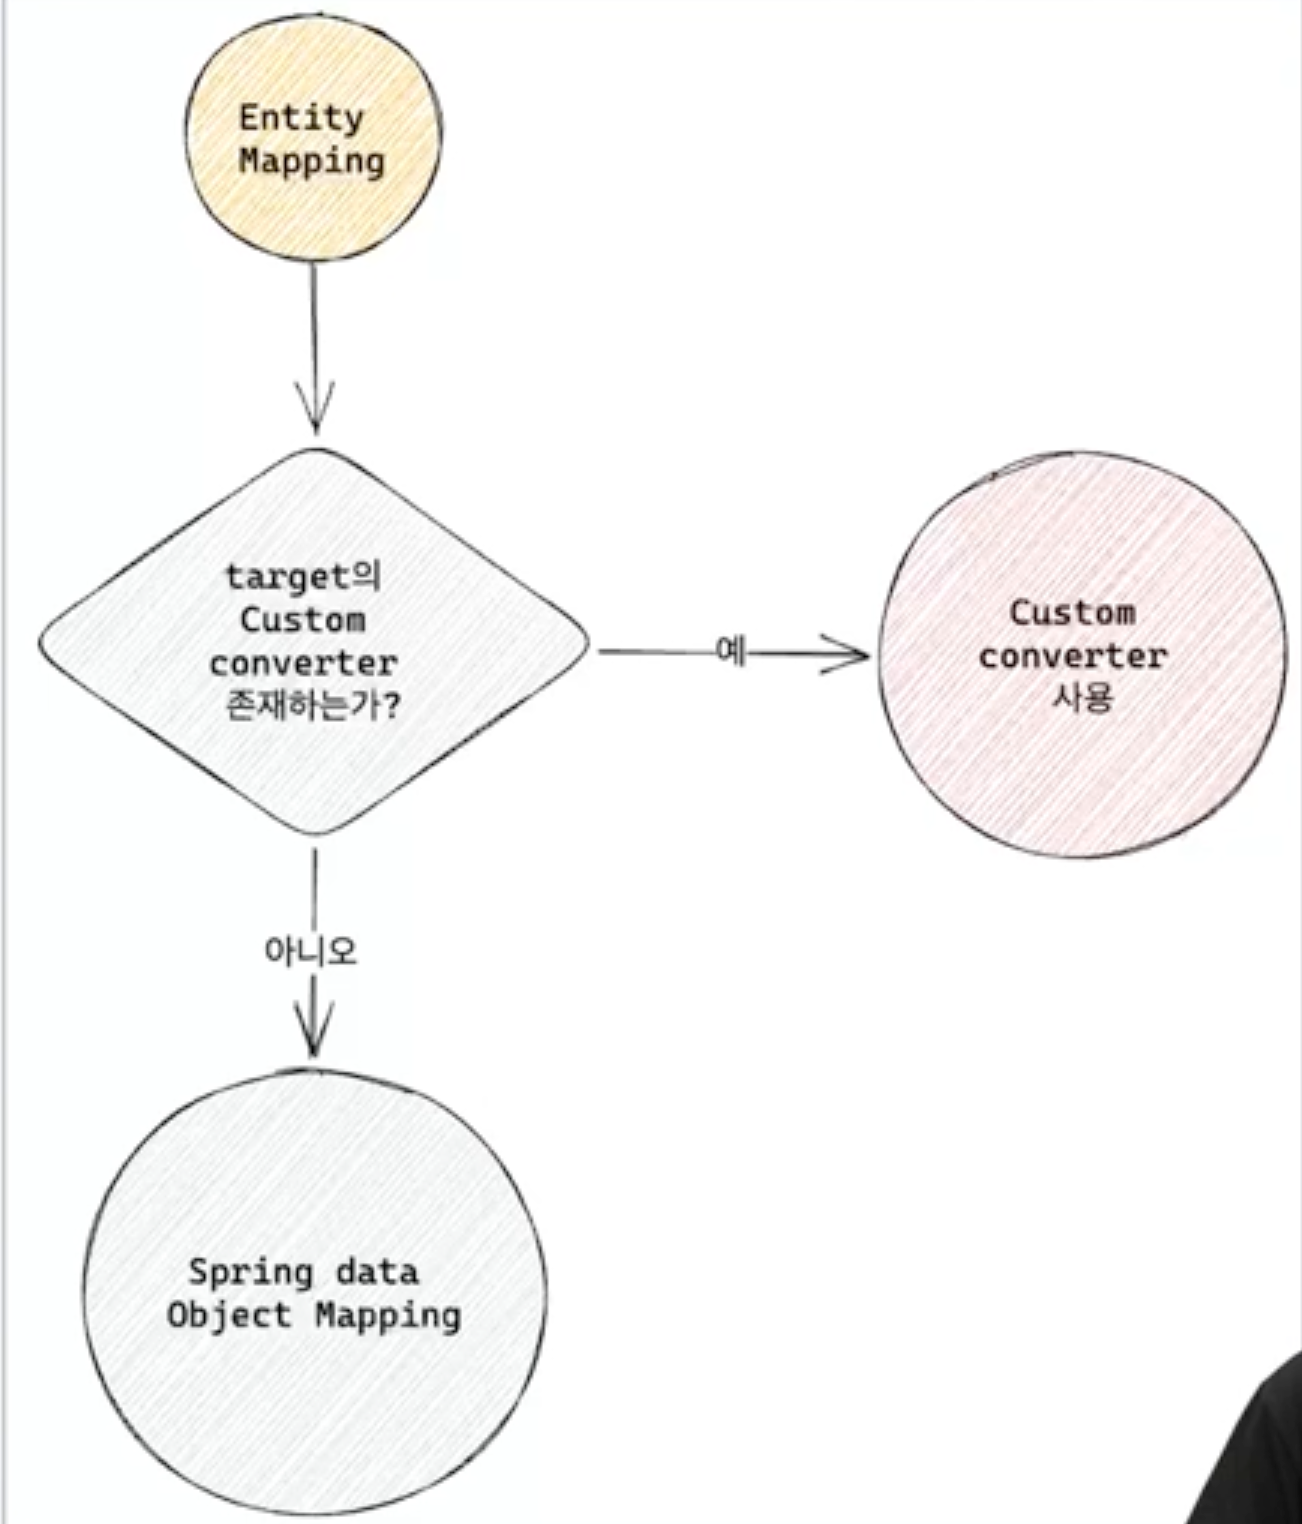 Entity
Mapping
target의
Custom
converter
존재하는가?
예
Custom
converter
사용
아니오
Spring data
Object Mapping